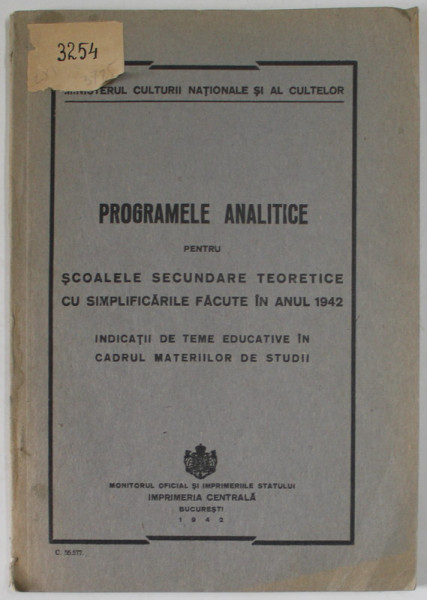 3254
MINISTERUL CULTURII NAȚIONALE ȘI AL CULTELOR
PROGRAMELE ANALITICE
PENTRU
ȘCOALELE SECUNDARE TEORETICE
CU SIMPLIFICĂRILE FĂCUTE ÎN ANUL 1942
INDICAȚII DE TEME EDUCATIVE ÎN
CADRUL MATERIILOR DE STUDII
MONITORUL OFICIAL ȘI IMPRIMERIILE STATULUI
IMPRIMERIA CENTRALĂ
BUCUREȘTI
1942